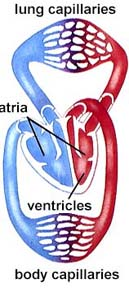 lung capillaries
atria
ventricles
body capillaries